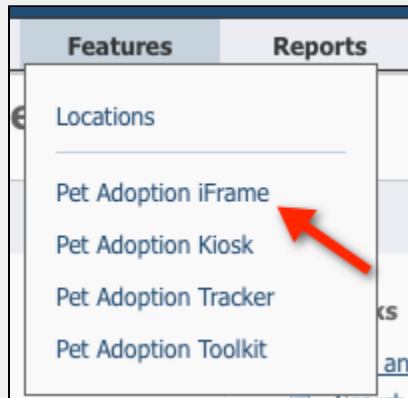 Features Reports
Locations
Pet Adoption iFrame
Pet Adoption Kiosk
Pet Adoption Tracker
Pet Adoption Toolkit